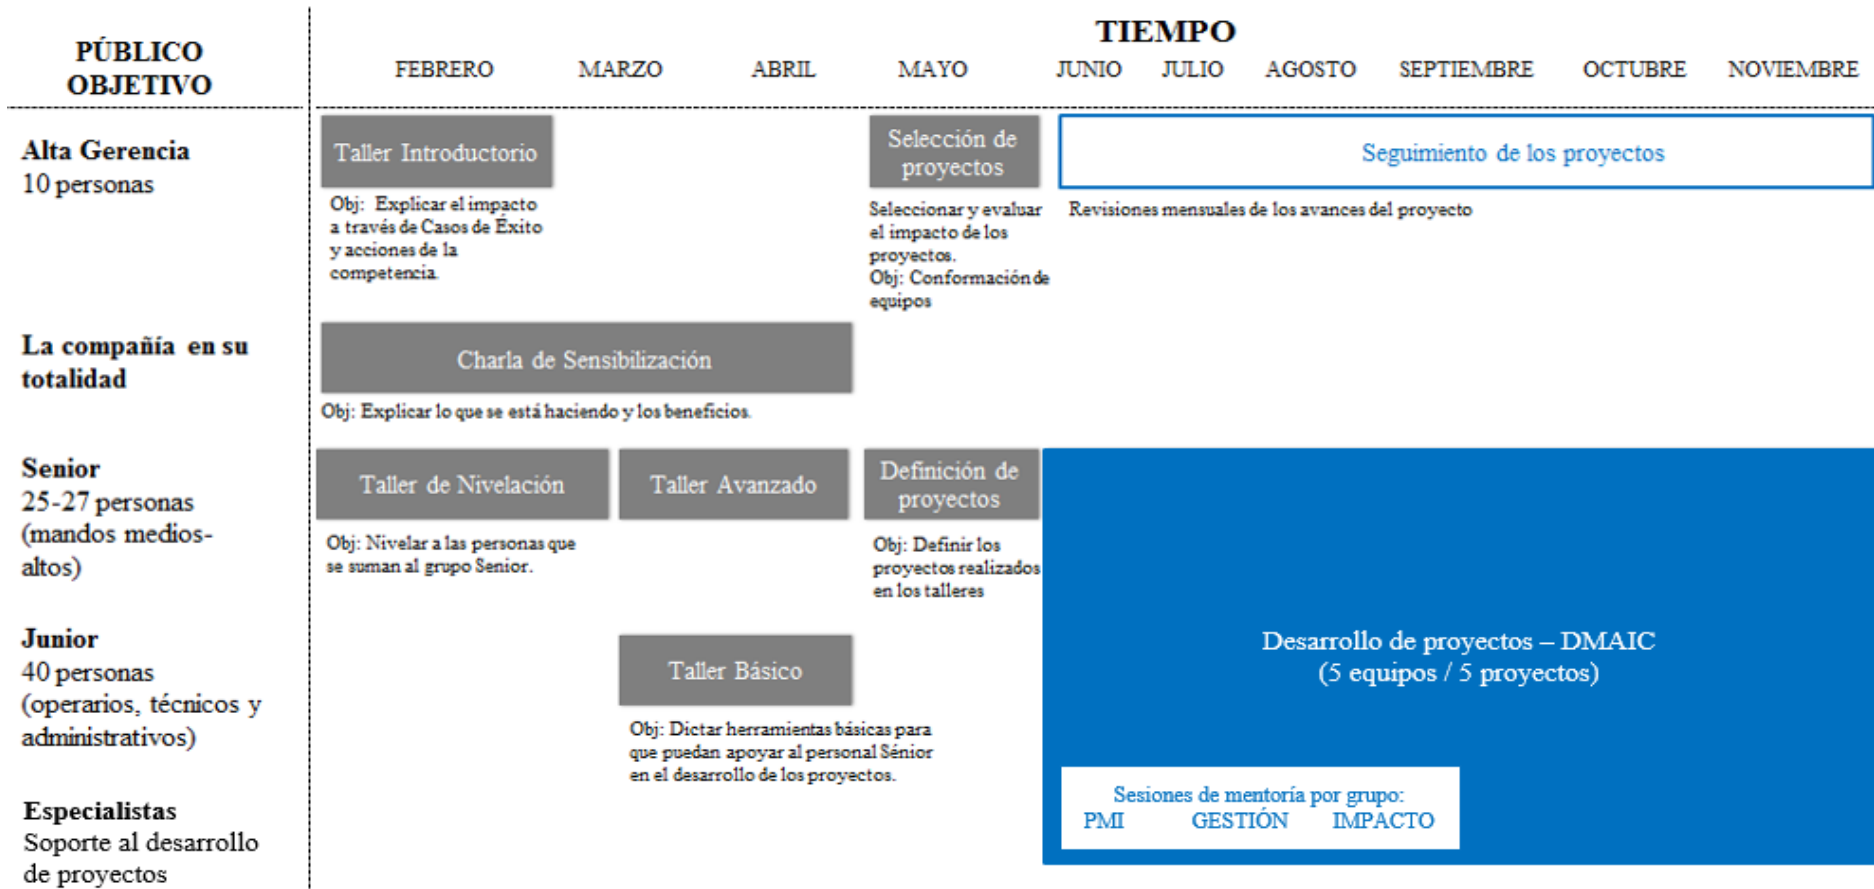 PÚBLICO
OBJETIVO
TIEMPO
FEBRERO MARZO ABRIL MAYO JUNIO JULIO AGOSTO SEPTIEMBRE OCTUBRE NOVIEMBRE
Alta Gerencia
10 personas
Taller Introductorio
Obj: Explicar el impacto
a través de Casos de Éxito
y acciones de la
competencia.
Selección de
proyectos
Seleccionar y evaluar
el impacto de los
proyectos.
Obj: Conformación de
equipos
Seguimiento de los proyectos
Revisiones mensuales de los avances del proyecto
La compañía en su
totalidad
Charla de Sensibilización
Obj: Explicar lo que se está haciendo y los beneficios.
Senior
25-27 personas
(mandos medios-
altos)
Taller de Nivelación
Obj: Nivelar a las personas que
se suman al grupo Senior.
Taller Avanzado
Definición de
proyectos
Obj: Definir los
proyectos realizados
en los talleres
Junior
40 personas
(operarios, técnicos y
administrativos)
Taller Básico
Obj: Dictar herramientas básicas para
que puedan apoyar al personal Sénior
en el desarrollo de los proyectos.
Desarrollo de proyectos – DMAIC
(5 equipos / 5 proyectos)
Especialistas
Soporte al desarrollo
de proyectos
Sesiones de mentoría por grupo:
PMI GESTIÓN IMPACTO